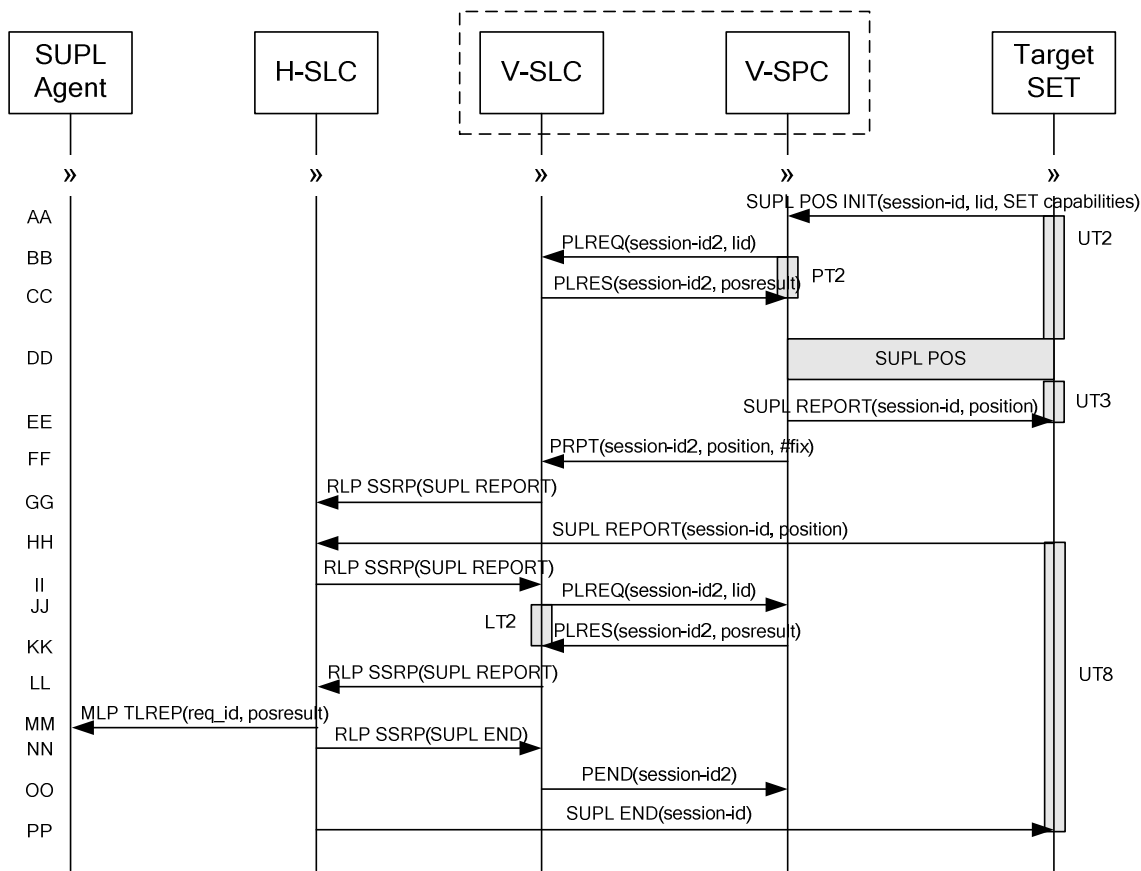 SUPL
Agent
H-SLC
V-SLC
V-SPC
Target
SET
» » » » »
AA
SUPL POS INIT(session-id, lid, SET capabilities)
UT2
BB
PLREQ(session-id2, lid)
PT2
CC
PLRES(session-id2, posresult)
DD
SUPL POS
UT3
EE
SUPL REPORT(session-id, position)
FF
PRPT(session-id2, position, #fix)
GG
RLP SSRP(SUPL REPORT)
HH
SUPL REPORT(session-id, position)
II
RLP SSRP(SUPL REPORT)
JJ
PLREQ(session-id2, lid)
LT2
KK
PLRES(session-id2, posresult)
LL
RLP SSRP(SUPL REPORT)
UT8
MM
MLP TLREP(req_id, posresult)
NN
RLP SSRP(SUPL END)
OO
PEND(session-id2)
PP
SUPL END(session-id)